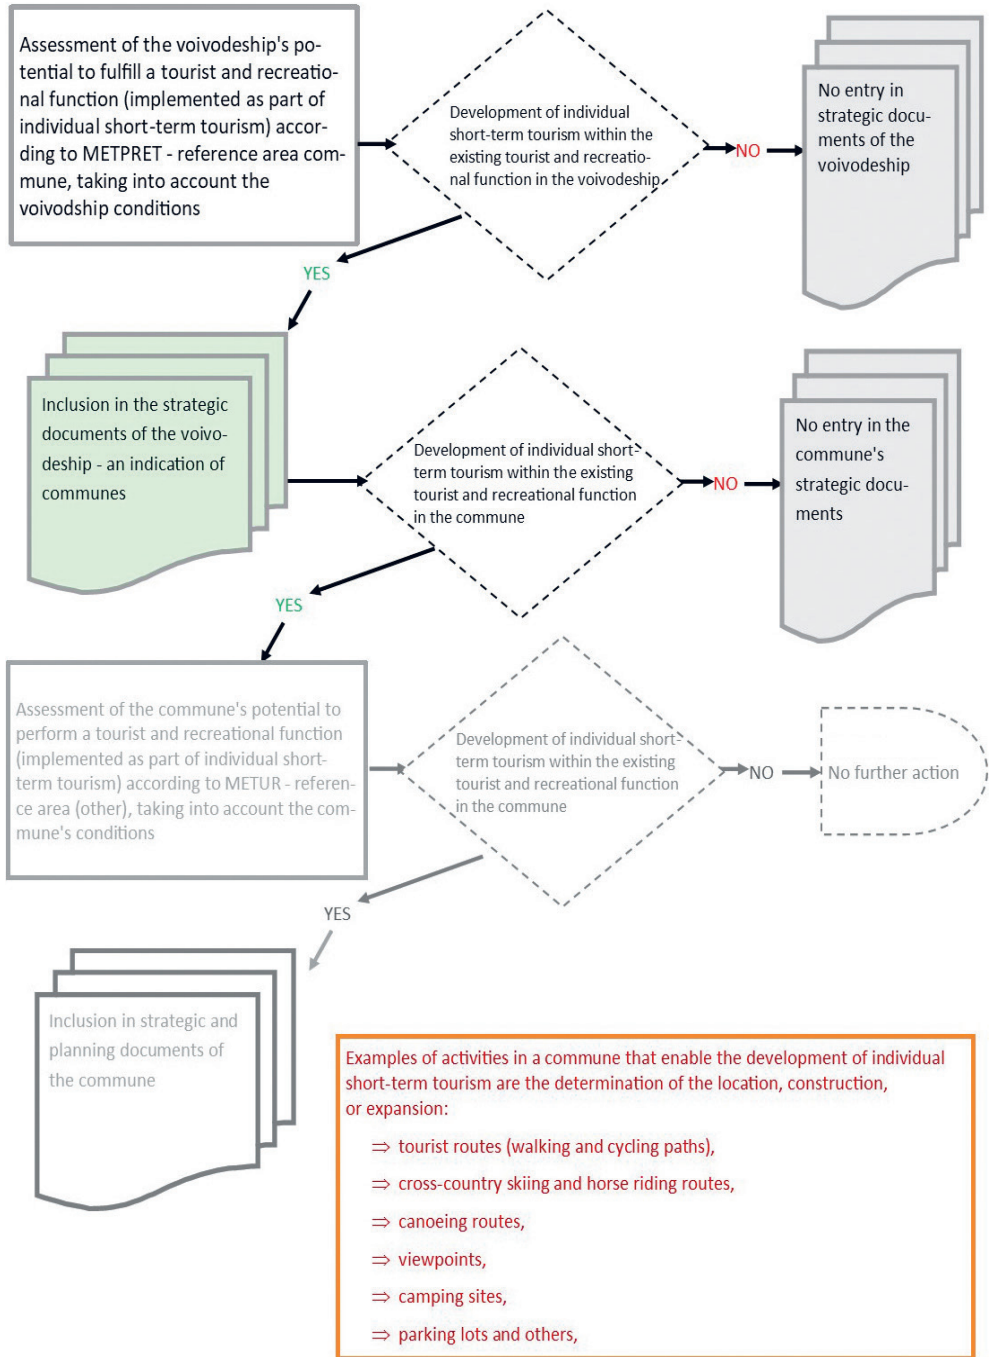 Assessment of the voivodeship's po-
tential to fulfill a tourist and recreatio-
nal function (implemented as part of
individual short-term tourism) accor-
ding to METPRET - reference area com-
mune, taking into account the
voivodship conditions
Development of individual
short-term tourism within the
existing tourist and recreatio-
nal function in the voivodeship
NO
No entry in
strategic docu-
ments of the
voivodeship
YES
Inclusion in the strategic
documents of the voivo-
deship - an indication of
communes
Development of individual short-
term tourism within the existing
tourist and recreational function
in the commune
NO
No entry in the
commune's
strategic docu-
ments
YES
Assessment of the commune's potential to
perform a tourist and recreational function
(implemented as part of individual short-
term tourism) according to METUR - referen-
ce area (other), taking into account the com-
mune's conditions
Development of individual short-
term tourism within the existing
tourist and recreational function
in the commune
NO
No further action
YES
Inclusion in strategic and
planning documents of
the commune
Examples of activities in a commune that enable the development of individual
short-term tourism are the determination of the location, construction,
or expansion:
⇒ tourist routes (walking and cycling paths),
⇒ cross-country skiing and horse riding routes,
⇒ canoeing routes,
⇒ viewpoints,
⇒ camping sites,
⇒ parking lots and others,